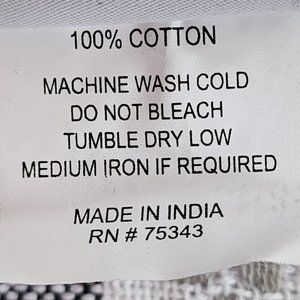 100% COTTON
MACHINE WASH COLD
DO NOT BLEACH
TUMBLE DRY LOW
MEDIUM IRON IF REQUIRED
MADE IN INDIA
RN # 75343